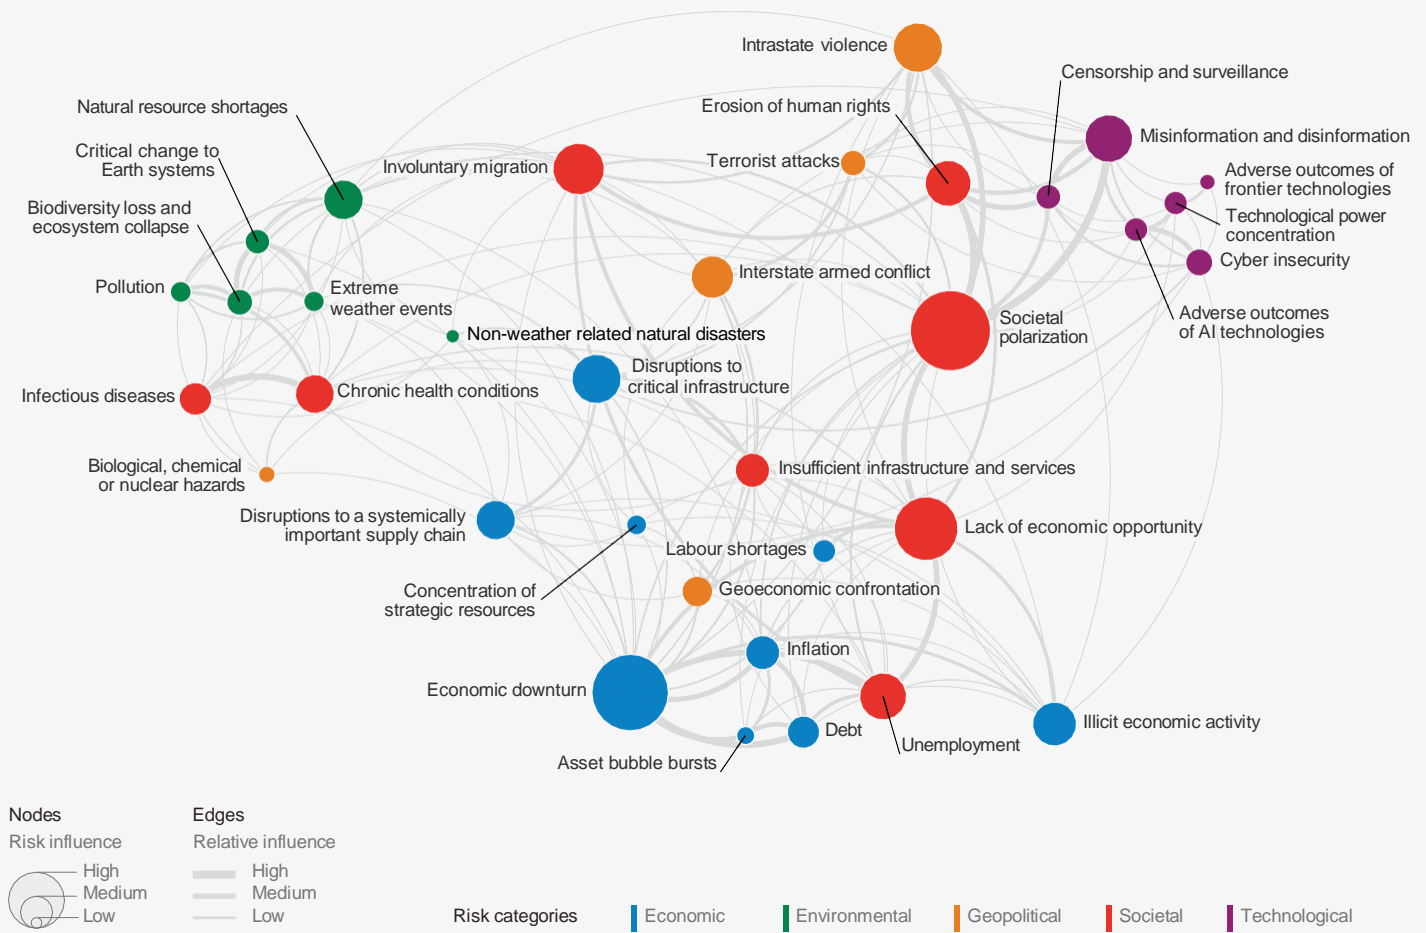 Intrastate violence
Censorship and surveillance
Natural resource shortages
Erosion of human rights
Misinformation and disinformation
Critical change to
Earth systems
Involuntary migration
Terrorist attacks
Adverse outcomes of
frontier technologies
Biodiversity loss and
ecosystem collapse
Technological power
concentration
Pollution
Extreme
weather events
Interstate armed conflict
Cyber insecurity
Non-weather related natural disasters
Societal
polarization
Adverse outcomes
of AI technologies
Disruptions to
critical infrastructure
Infectious diseases
Chronic health conditions
Biological, chemical
or nuclear hazards
Insufficient infrastructure and services
Disruptions to a systemically
important supply chain
Lack of economic opportunity
Labour shortages
Concentration of
strategic resources
Geoeconomic confrontation
Inflation
Economic downturn
Illicit economic activity
Debt
Unemployment
Asset bubble bursts
Nodes
Risk influence
High
Medium
Low
Edges
Relative influence
High
Medium
Low
Risk categories
Economic
Environmental
Geopolitical
Societal
Technological